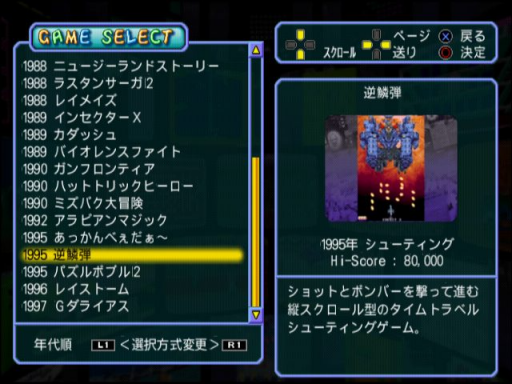 GAME SELECT
スクロール
ページ送り
戻る
決定
1988 ニュージーランドストーリー
1988 ラスタンサーガ2
1988 レイメイズ
1989 インセクターX
1989 カダッシュ
1989 バイオレンスファイト
1990 ガンフロンティア
1990 ハットトリックヒーロー
1990 ミズバク大冒険
1992 アラビアンマジック
1995 あっかんべぇだぁ～
1995 逆鱗弾
1995 パズルボブル2
1996 レイストーム
1997 Gダライアス
年代順 L1 <選択方式変更> R1
逆鱗弾
1995年 シューティング
Hi-Score : 80,000
ショットとボンバーを撃って進む
縦スクロール型のタイムトラベル
シューティングゲーム。